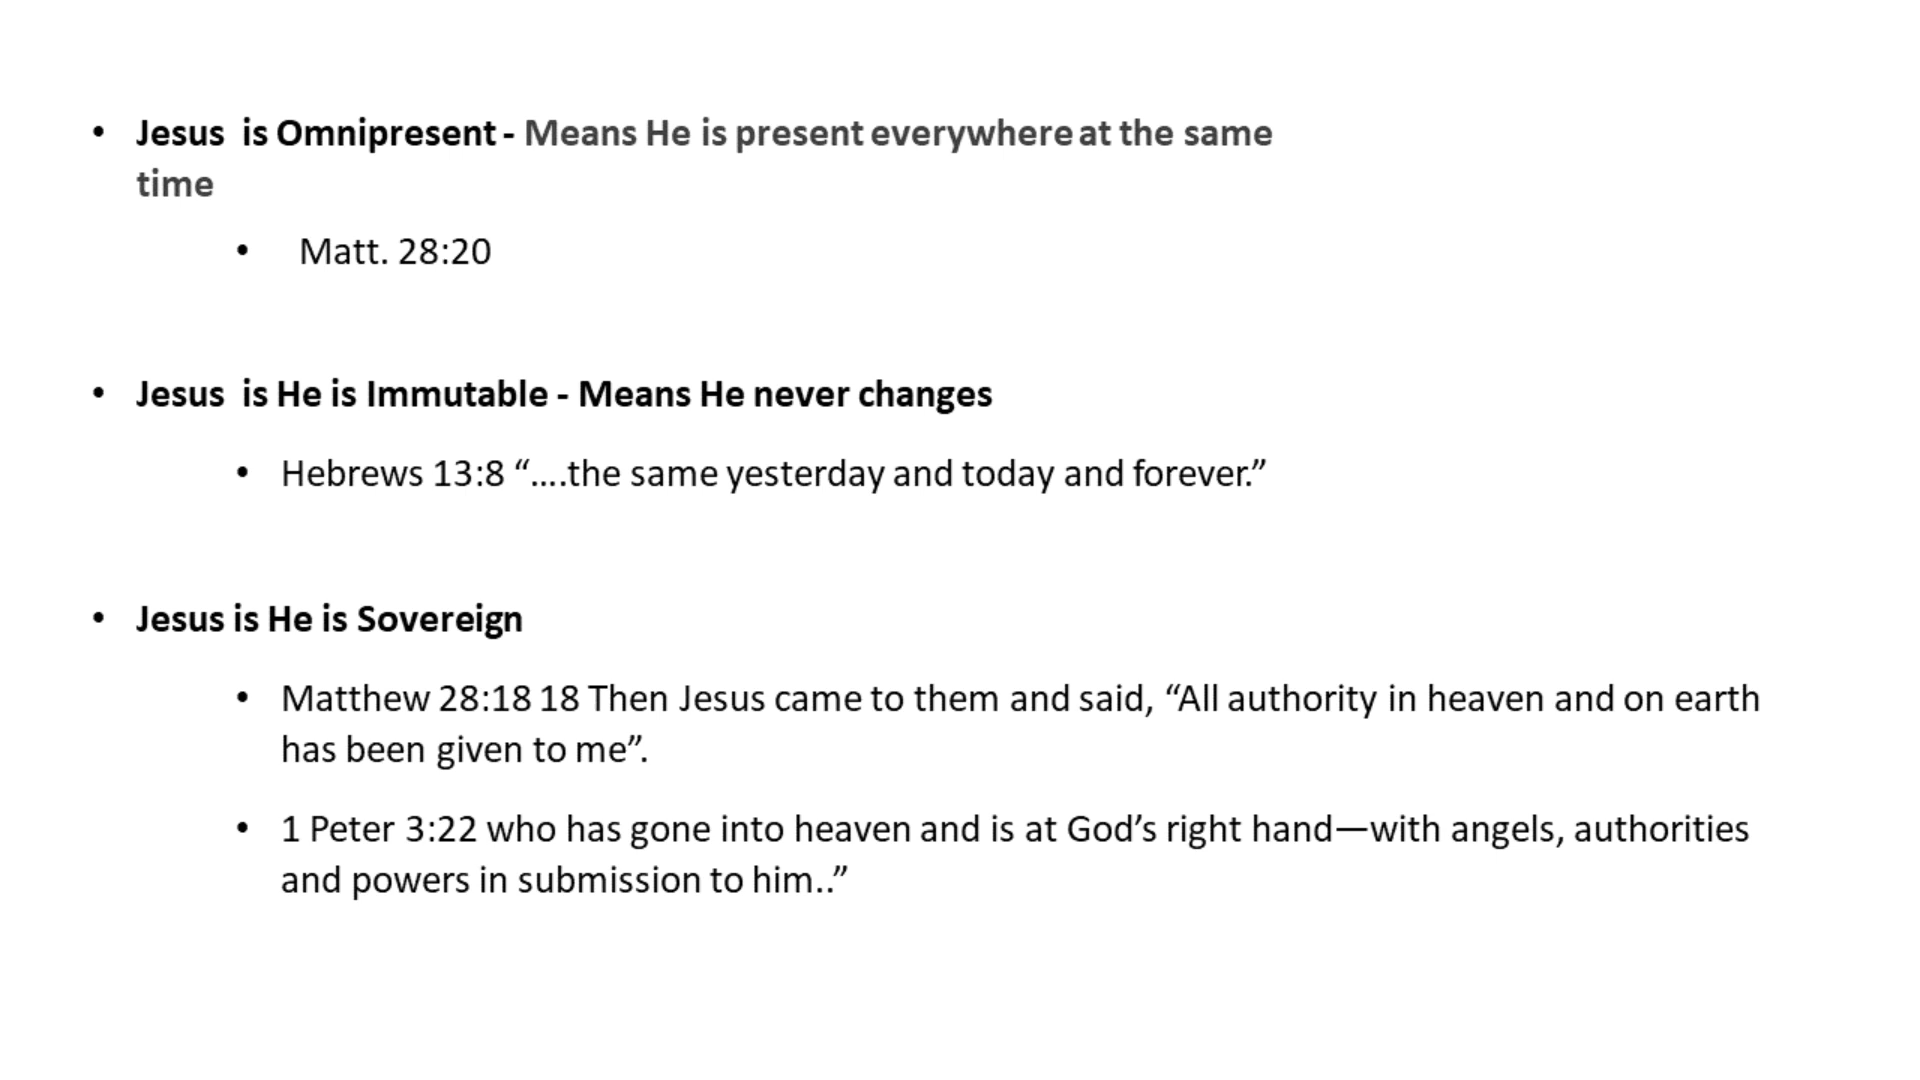 • Jesus  is Omnipresent - Means He is present everywhere at the same
time
• Matt. 28:20
• Jesus  is He is Immutable - Means He never changes
• Hebrews 13:8 “….the same yesterday and today and forever.”
• Jesus is He is Sovereign
• Matthew 28:18 18 Then Jesus came to them and said, “All authority in heaven and on earth
has been given to me”.
• 1 Peter 3:22 who has gone into heaven and is at God’s right hand—with angels, authorities
and powers in submission to him..”